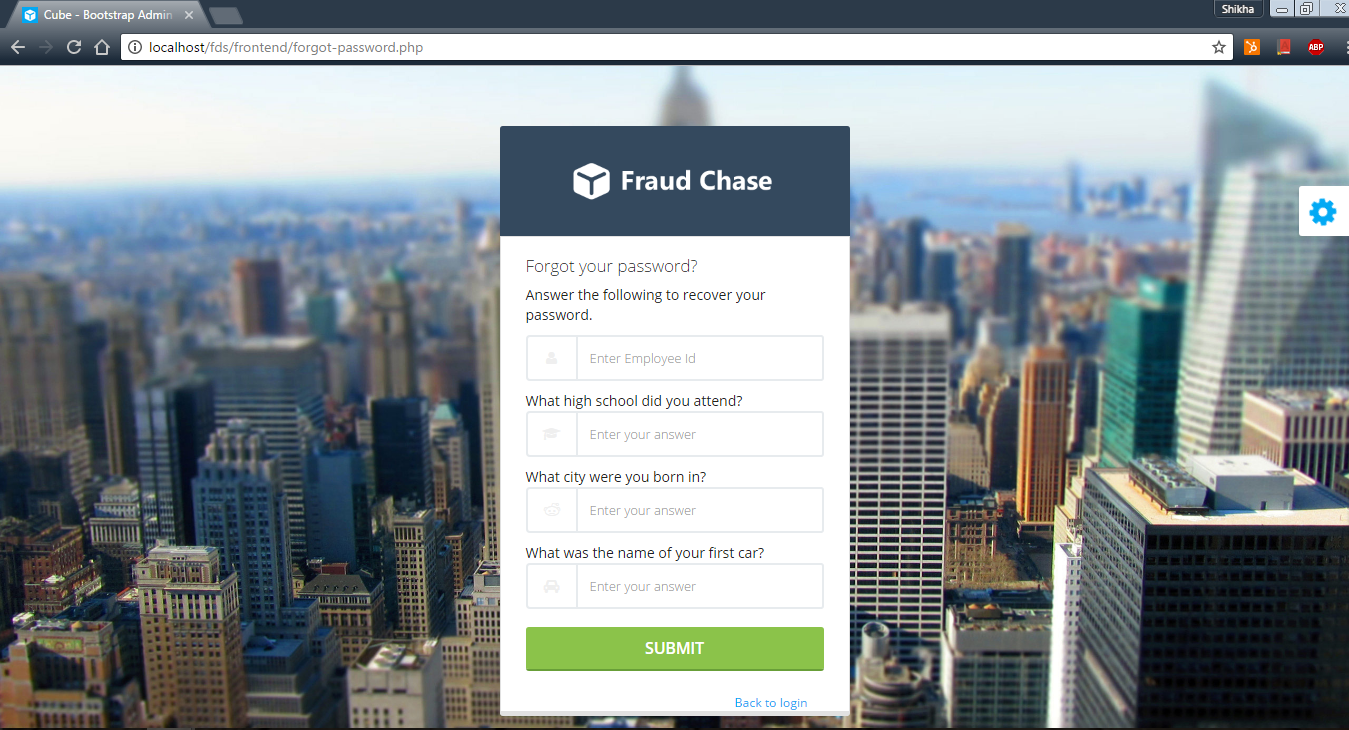 Cube - Bootstrap Admin
Shikha
localhost/fds/frontend/forgot-password.php
ABP
Fraud Chase
Forgot your password?
Answer the following to recover your
password.
Enter Employee Id
What high school did you attend?
Enter your answer
What city were you born in?
Enter your answer
What was the name of your first car?
Enter your answer
SUBMIT
Back to login